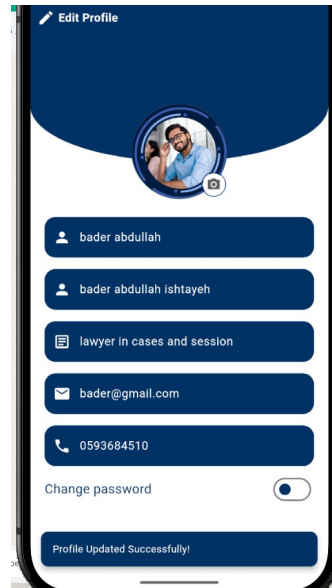 Edit Profile
bader abdullah
bader abdullah ishtayeh
lawyer in cases and session
bader@gmail.com
0593684510
Change password
Profile Updated Successfully!